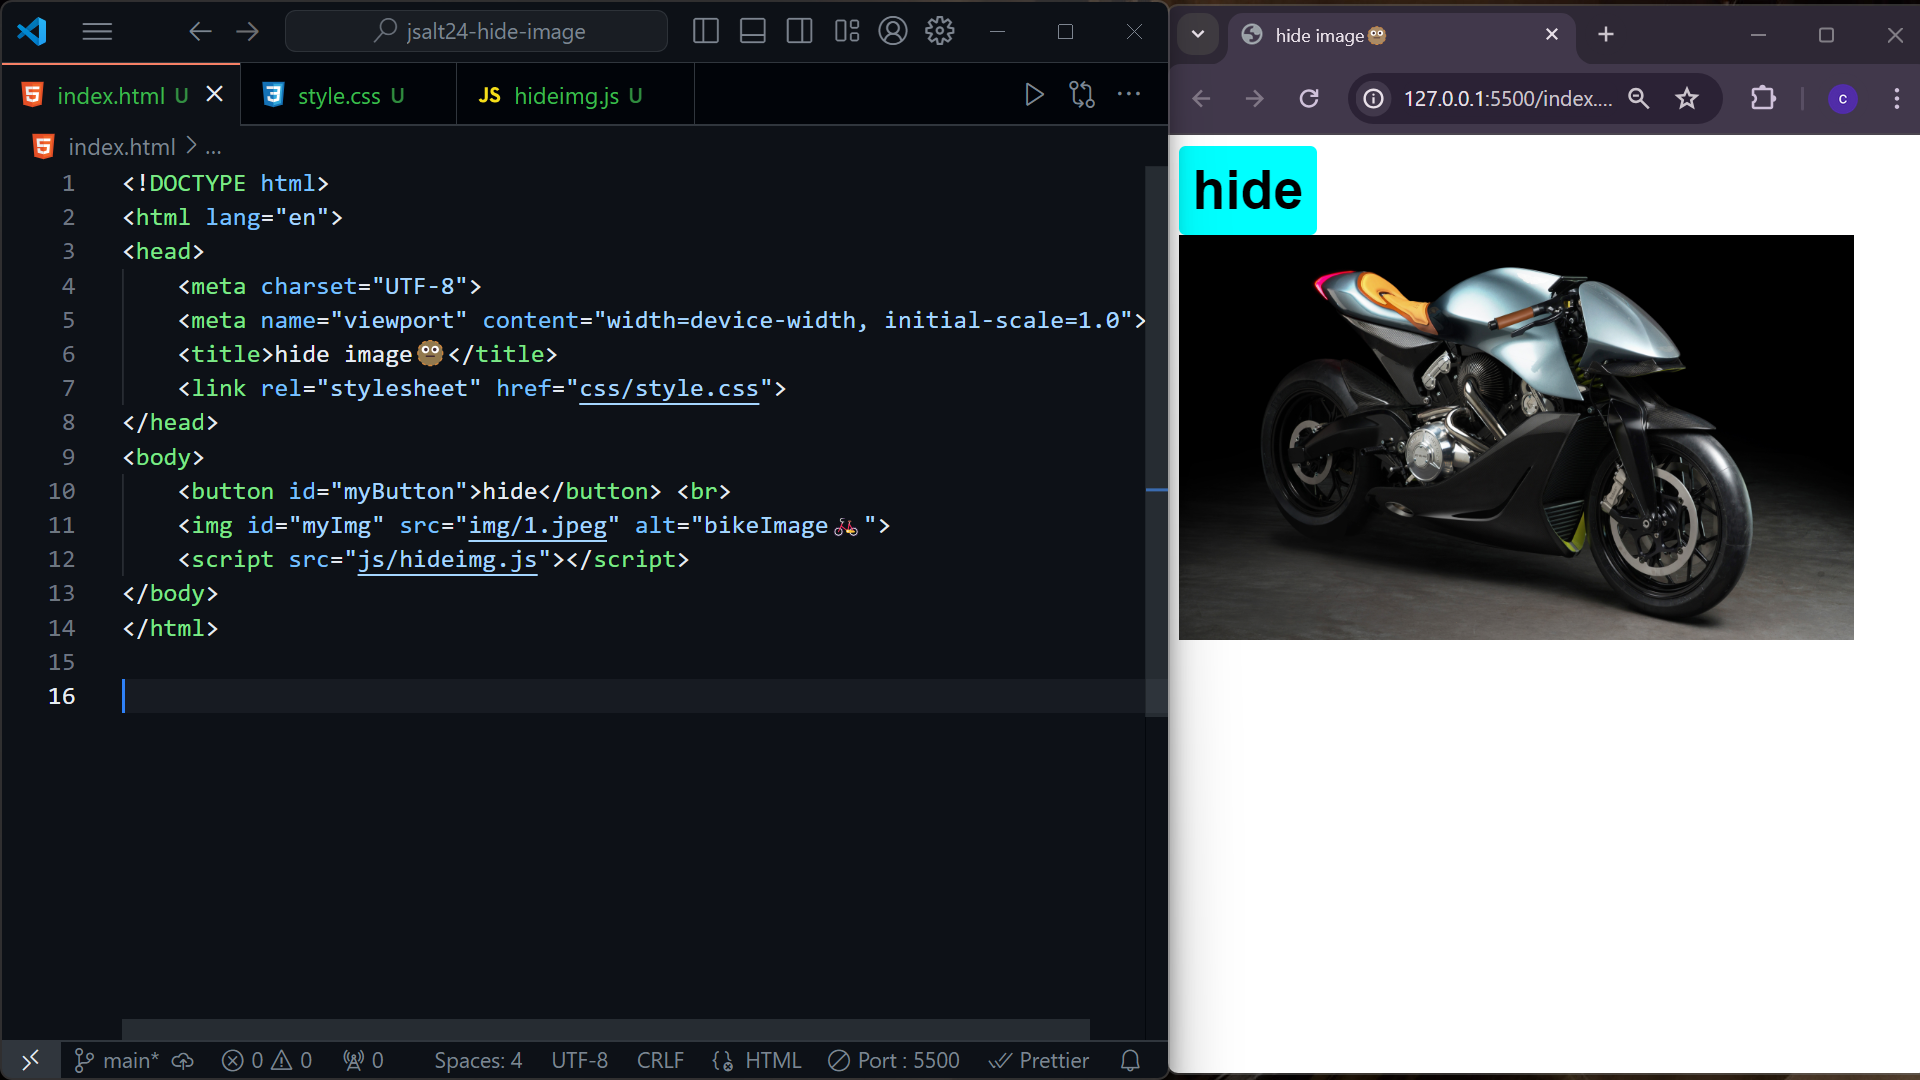 jsalt24-hide-image
index.html U
style.css U
JS hideimg.js U
index.html > ...
1 <!DOCTYPE html>
2 <html lang="en">
3 <head>
4     <meta charset="UTF-8">
5     <meta name="viewport" content="width=device-width, initial-scale=1.0">
6     <title>hide image🍪</title>
7     <link rel="stylesheet" href="css/style.css">
8 </head>
9 <body>
10     <button id="myButton">hide</button> <br>
11     <img id="myImg" src="img/1.jpeg" alt="bikeImage🚲">
12     <script src="js/hideimg.js"></script>
13 </body>
14 </html>
15
16
main* 0 0 0 Spaces: 4 UTF-8 CRLF HTML Port : 5500 Prettier
hide image🍪
127.0.0.1:5500/index....
c
hide